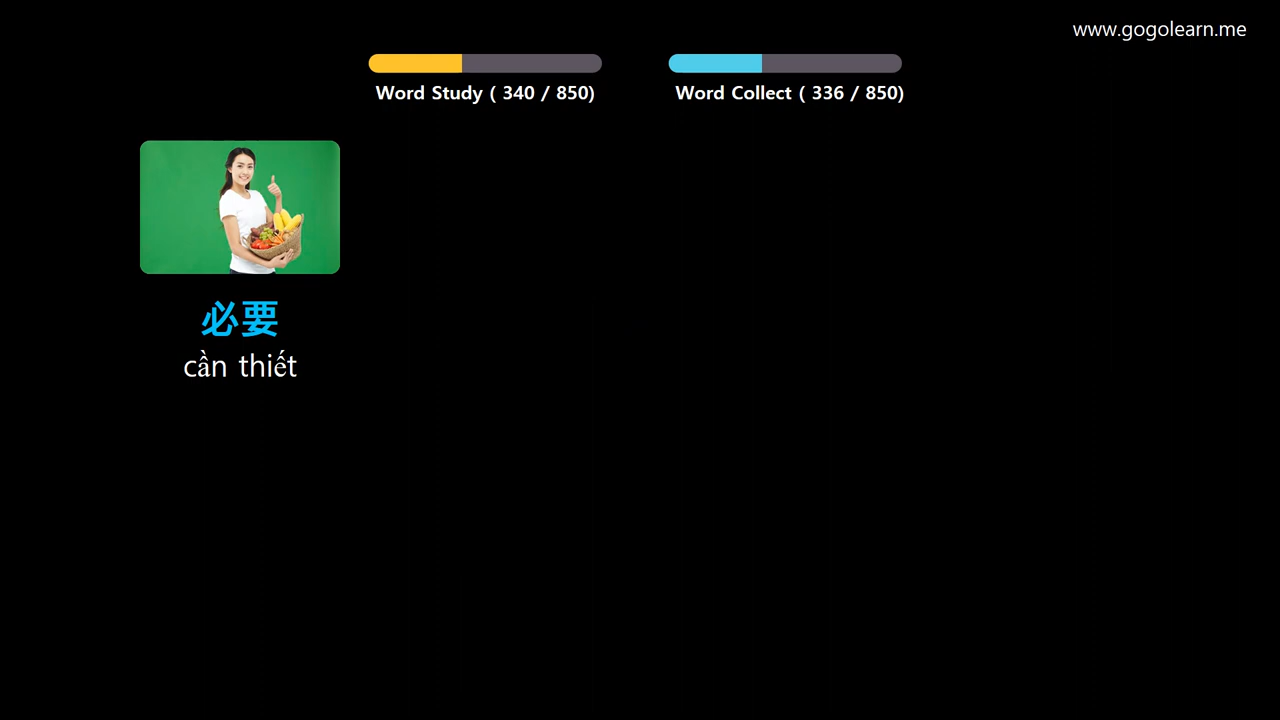 www.gogolearn.me
Word Study ( 340 / 850)
Word Collect ( 336 / 850)
必要
cần thiết